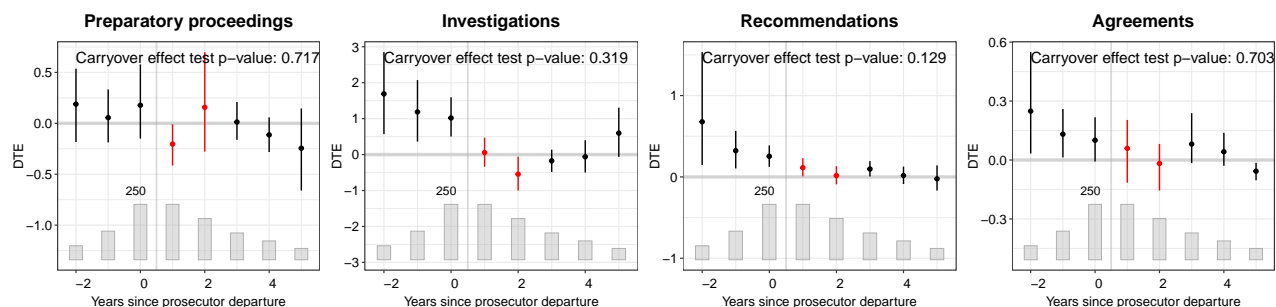 Preparatory proceedings
Carryover effect test p−value: 0.717
0.5
0.0
−1.0
DTE
250
−2
0
2
4
Years since prosecutor departure
Investigations
Carryover effect test p−value: 0.319
3
2
1
0
−1
−2
−3
DTE
250
−2
0
2
4
Years since prosecutor departure
Recommendations
Carryover effect test p−value: 0.129
1
0
−1
DTE
250
−2
0
2
4
Years since prosecutor departure
Agreements
Carryover effect test p−value: 0.703
0.6
0.3
0.0
−0.3
DTE
250
−2
0
2
4
Years since prosecutor departure